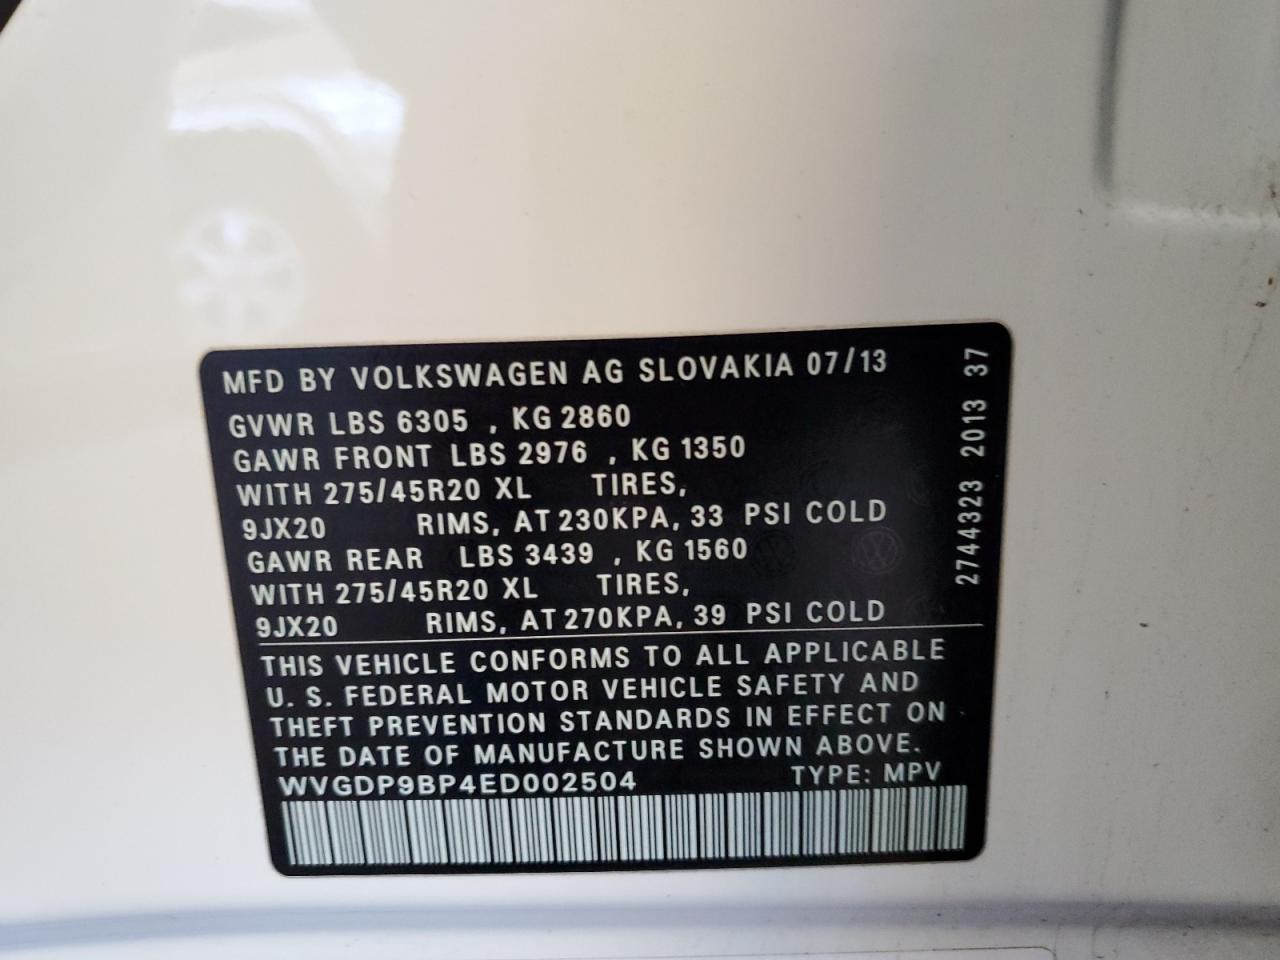 MFD BY VOLKSWAGEN AG SLOVAKIA 07/13
GVWR LBS 6305 , KG 2860
GAWR FRONT LBS 2976 , KG 1350
WITH 275/45R20 XL TIRES,
9JX20 RIMS, AT 230KPA, 33 PSI COLD
GAWR REAR LBS 3439 , KG 1560
WITH 275/45R20 XL TIRES,
9JX20 RIMS, AT 270KPA, 39 PSI COLD
THIS VEHICLE CONFORMS TO ALL APPLICABLE
U. S. FEDERAL MOTOR VEHICLE SAFETY AND
THEFT PREVENTION STANDARDS IN EFFECT ON
THE DATE OF MANUFACTURE SHOWN ABOVE.
WVGDP9BP4ED002504 TYPE: MPV
2744323 2013 37